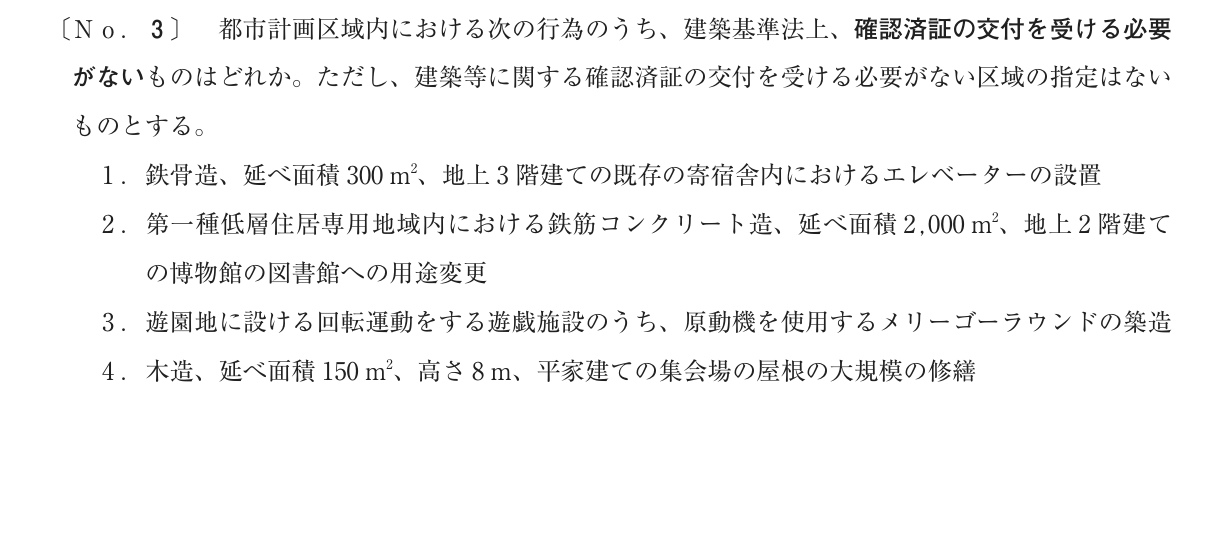 〔Ｎｏ．３〕　都市計画区域内における次の行為のうち、建築基準法上、確認済証の交付を受ける必要
がないものはどれか。ただし、建築等に関する確認済証の交付を受ける必要がない区域の指定はない
ものとする。
１．鉄骨造、延べ面積 300 m²、地上３階建ての既存の寄宿舎内におけるエレベーターの設置
２．第一種低層住居専用地域内における鉄筋コンクリート造、延べ面積 2,000 m²、地上２階建て
の博物館の図書館への用途変更
３．遊園地に設ける回転運動をする遊戯施設のうち、原動機を使用するメリーゴーラウンドの築造
４．木造、延べ面積 150 m²、高さ８m、平家建ての集会場の屋根の大規模の修繕